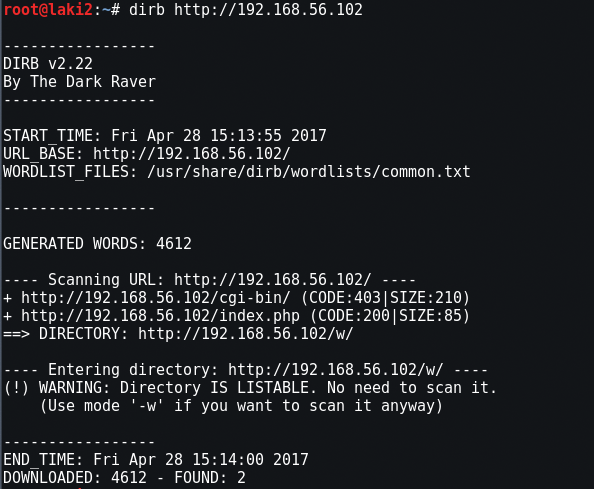 root@laki2:~# dirb http://192.168.56.102
-----------------
DIRB v2.22
By The Dark Raver
-----------------
START_TIME: Fri Apr 28 15:13:55 2017
URL_BASE: http://192.168.56.102/
WORDLIST_FILES: /usr/share/dirb/wordlists/common.txt
-----------------
GENERATED WORDS: 4612
---- Scanning URL: http://192.168.56.102/ ----
+ http://192.168.56.102/cgi-bin/ (CODE:403|SIZE:210)
+ http://192.168.56.102/index.php (CODE:200|SIZE:85)
==> DIRECTORY: http://192.168.56.102/w/
---- Entering directory: http://192.168.56.102/w/ ----
(!) WARNING: Directory IS LISTABLE. No need to scan it.
    (Use mode '-w' if you want to scan it anyway)
-----------------
END_TIME: Fri Apr 28 15:14:00 2017
DOWNLOADED: 4612 - FOUND: 2